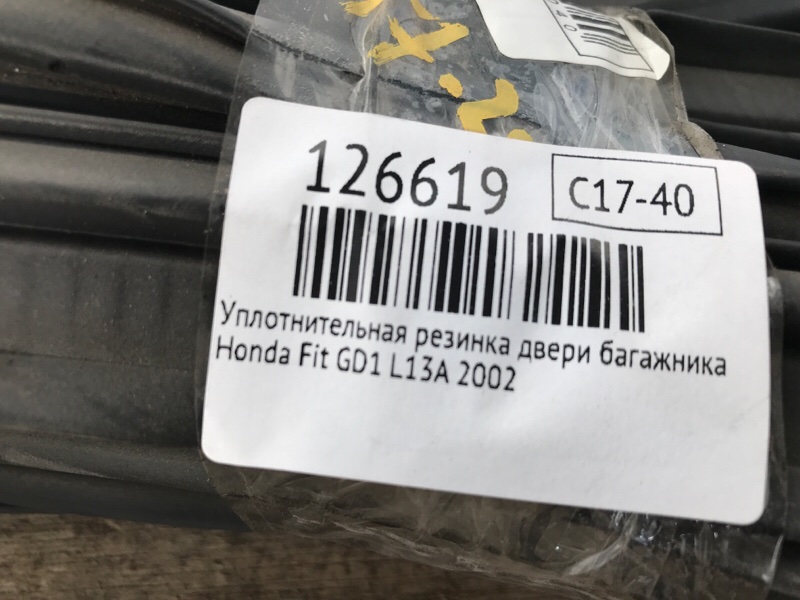 126619
C17-40
Уплотнительная резинка двери багажника
Honda Fit GD1 L13A 2002